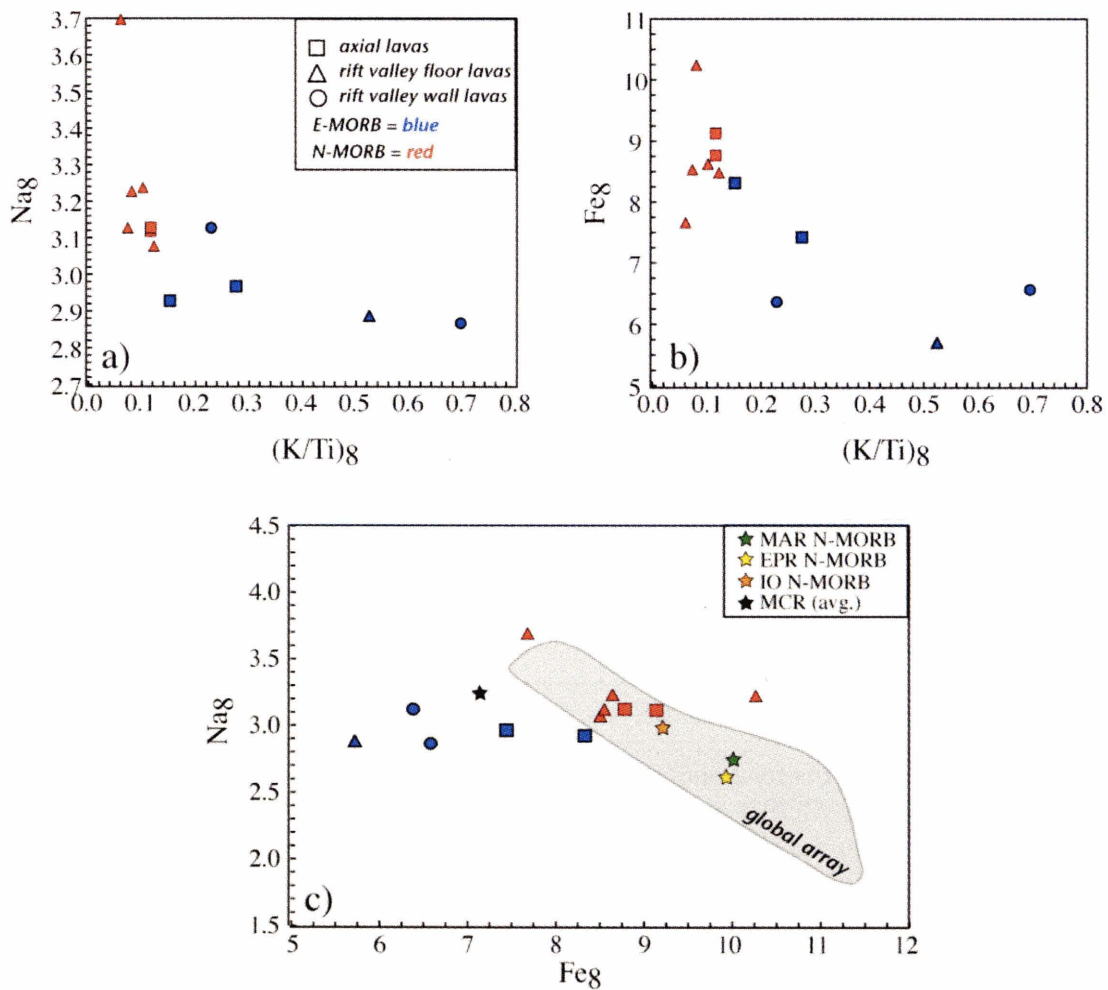 3.7
3.6
3.5
3.4
3.3
3.2
3.1
3.0
2.9
2.8
2.7
Na8
axial lavas
rift valley floor lavas
rift valley wall lavas
E-MORB = blue
N-MORB = red
a)
0.0 0.1 0.2 0.3 0.4 0.5 0.6 0.7 0.8
(K/Ti)8
11
10
9
8
7
6
5
Fe8
b)
0.0 0.1 0.2 0.3 0.4 0.5 0.6 0.7 0.8
(K/Ti)8
4.5
4.0
3.5
3.0
2.5
2.0
1.5
Na8
MAR N-MORB
EPR N-MORB
IO N-MORB
MCR (avg.)
global array
c)
5 6 7 8 9 10 11 12
Fe8